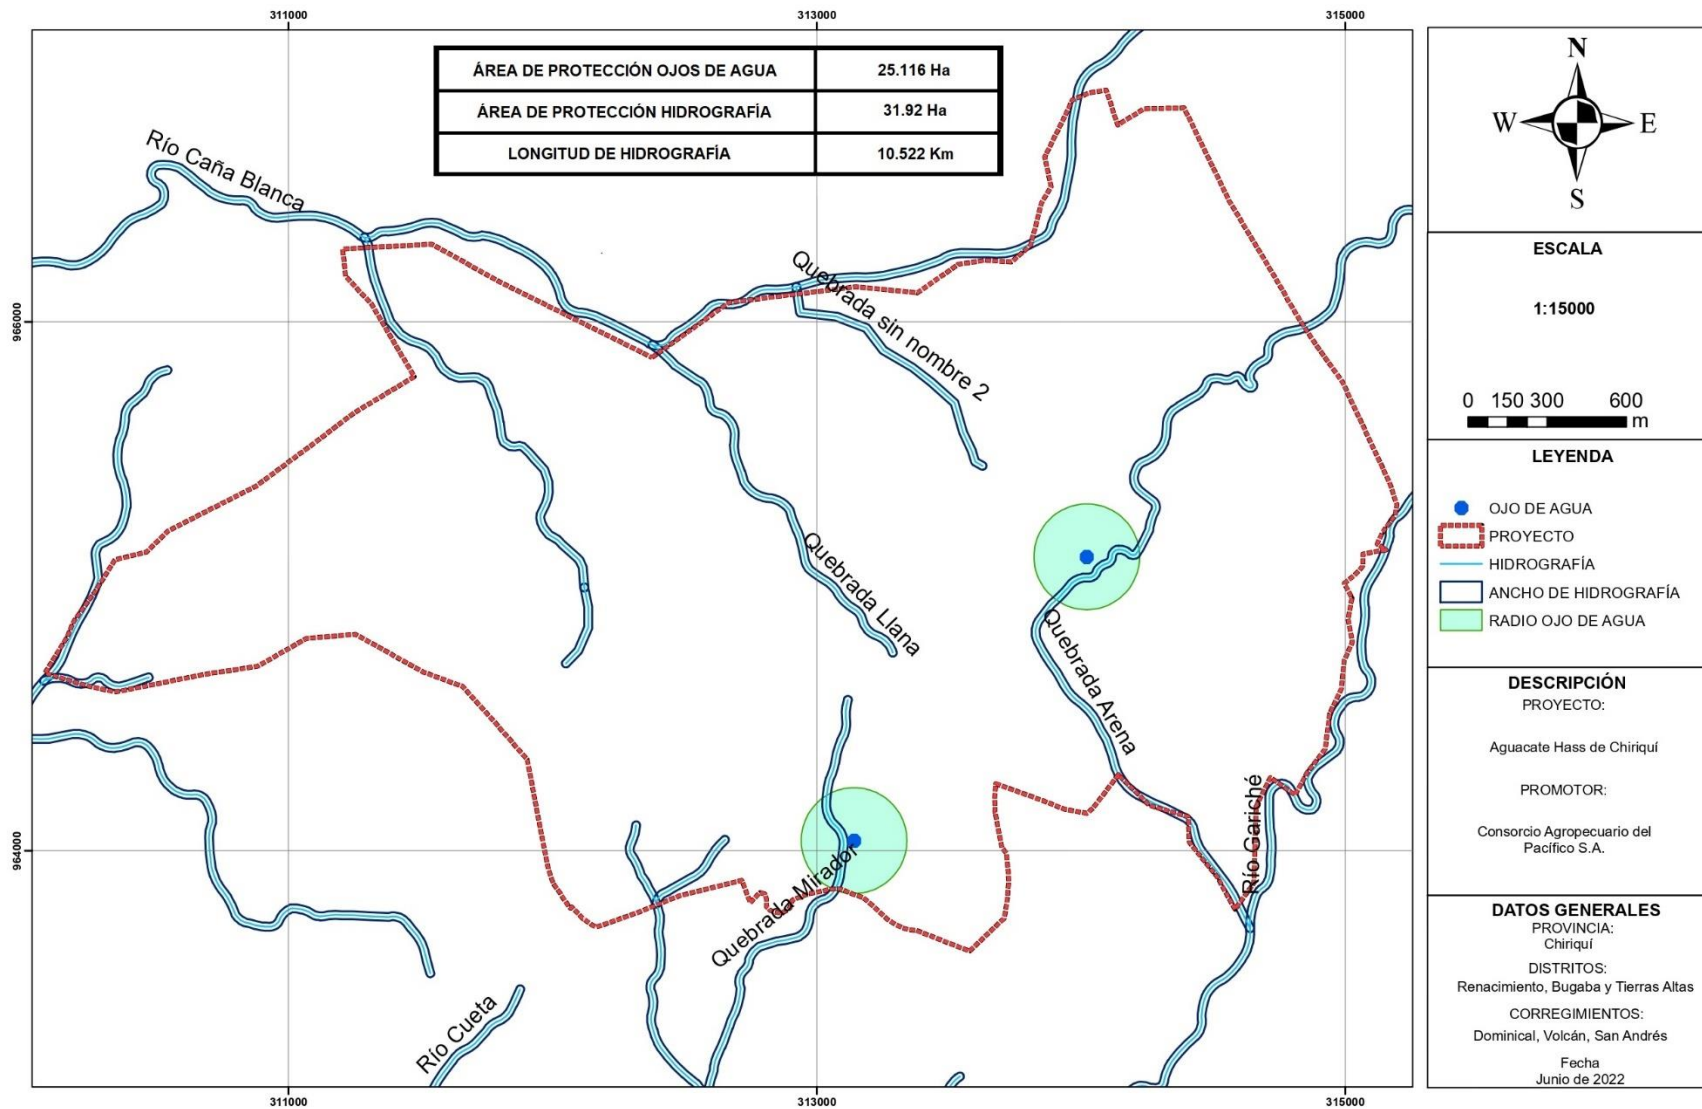 311000
313000
315000
966000
964000
311000
313000
315000
ÁREA DE PROTECCIÓN OJOS DE AGUA 25.116 Ha
ÁREA DE PROTECCIÓN HIDROGRAFÍA 31.92 Ha
LONGITUD DE HIDROGRAFÍA 10.522 Km
Río Caña Blanca
Quebrada sin nombre 2
Quebrada Llana
Quebrada Arena
Río Gariché
Quebrada Mirador
Río Cueta
N
W E
S
ESCALA
1:15000
0 150 300 600
m
LEYENDA
OJO DE AGUA
PROYECTO
HIDROGRAFÍA
ANCHO DE HIDROGRAFÍA
RADIO OJO DE AGUA
DESCRIPCIÓN
PROYECTO:
Aguacate Hass de Chiriquí
PROMOTOR:
Consorcio Agropecuario del
Pacífico S.A.
DATOS GENERALES
PROVINCIA:
Chiriquí
DISTRITOS:
Renacimiento, Bugaba y Tierras Altas
CORREGIMIENTOS:
Dominical, Volcán, San Andrés
Fecha
Junio de 2022